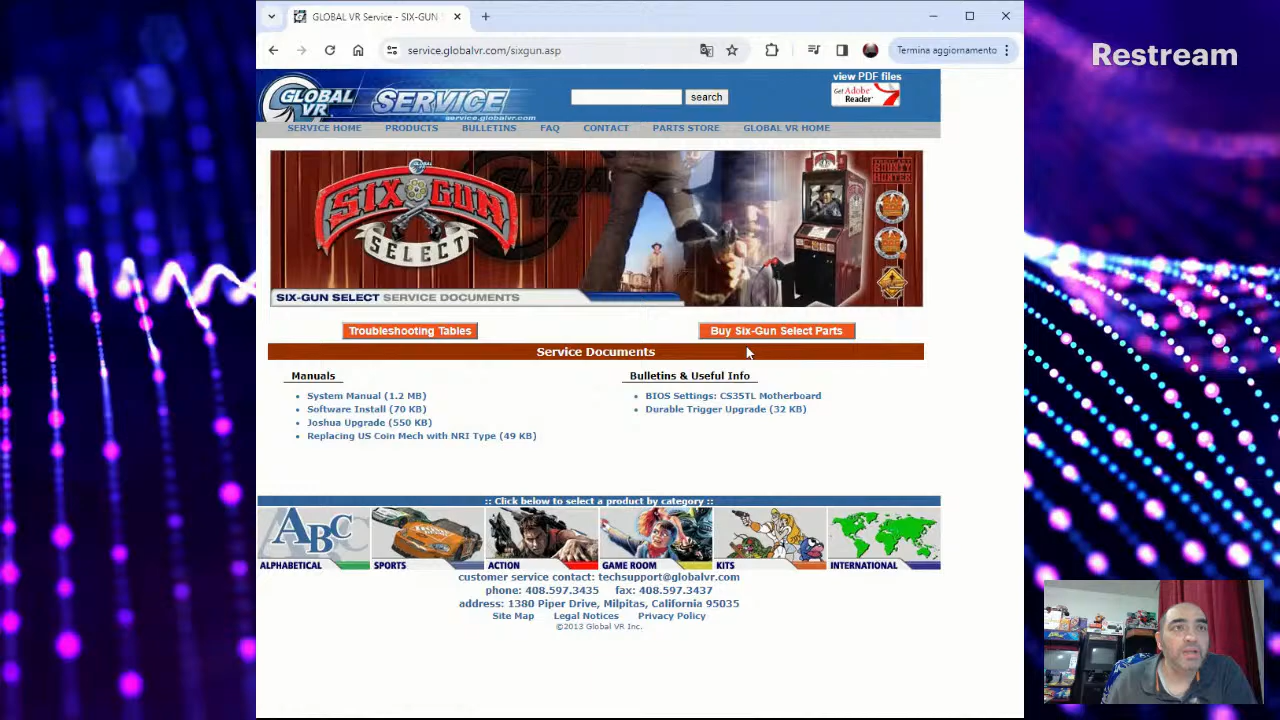 GLOBAL VR Service - SIX-GUN
Restream
service.globalvr.com/sixgun.asp
Termina aggiornamento
GLOBAL VR
SERVICE
service.globalvr.com
search
view PDF files
Get Adobe Reader
SERVICE HOME PRODUCTS BULLETINS FAQ CONTACT PARTS STORE GLOBAL VR HOME
GLOBAL VR
SIX GUN
SELECT
BOUNTY HUNTER
SIX-GUN SELECT SERVICE DOCUMENTS
Troubleshooting Tables
Buy Six-Gun Select Parts
Service Documents
Manuals
System Manual (1.2 MB)
Software Install (70 KB)
Joshua Upgrade (550 KB)
Replacing US Coin Mech with NRI Type (49 KB)
Bulletins & Useful Info
BIOS Settings: CS35TL Motherboard
Durable Trigger Upgrade (32 KB)
:: Click below to select a product by category ::
ABC
ALPHABETICAL SPORTS ACTION GAME ROOM KITS INTERNATIONAL
customer service contact: techsupport@globalvr.com
phone: 408.597.3435 fax: 408.597.3437
address: 1380 Piper Drive, Milpitas, California 95035
Site Map Legal Notices Privacy Policy
©2013 Global VR Inc.